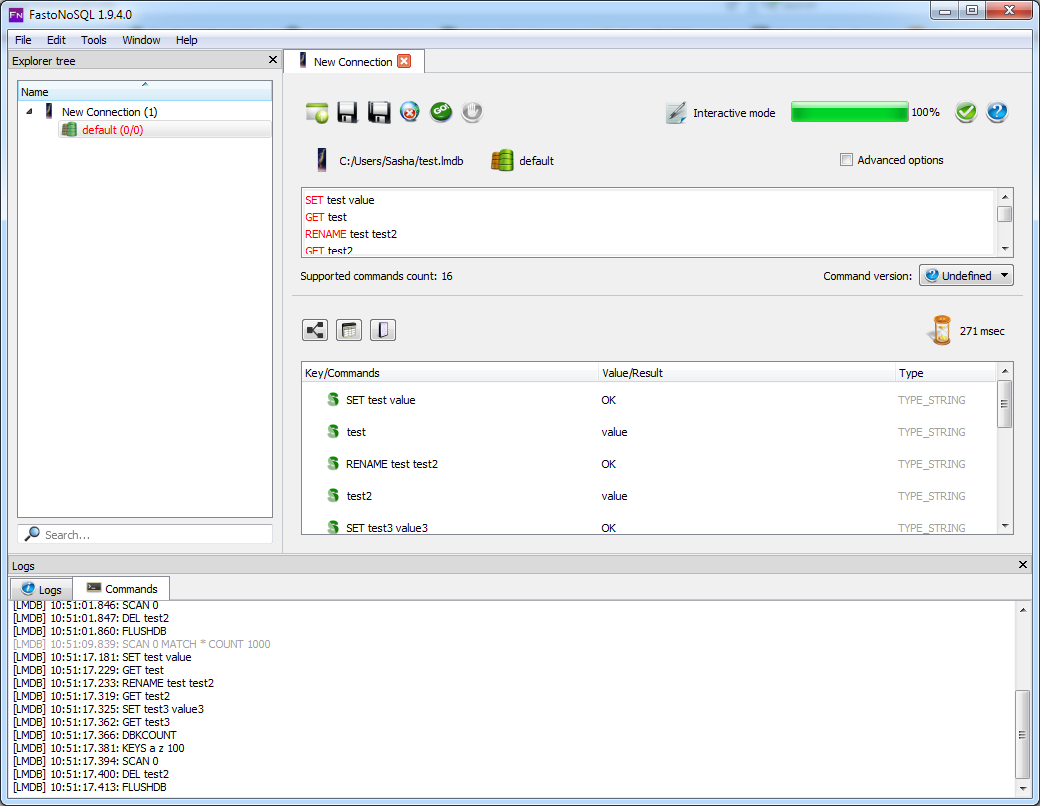 FastoNoSQL 1.9.4.0
File Edit Tools Window Help
Explorer tree
Name
New Connection (1)
default (0/0)
Search...
New Connection
GO
Interactive mode
100%
C:/Users/Sasha/test.lmdb
default
Advanced options
SET test value
GET test
RENAME test test2
GET test2
Supported commands count: 16
Command version:
Undefined
271 msec
Key/Commands Value/Result Type
SET test value OK TYPE_STRING
test value TYPE_STRING
RENAME test test2 OK TYPE_STRING
test2 value TYPE_STRING
SET test3 value3 OK TYPE_STRING
Logs
Logs Commands
[LMDB] 10:51:01.846: SCAN 0
[LMDB] 10:51:01.847: DEL test2
[LMDB] 10:51:01.860: FLUSHDB
[LMDB] 10:51:09.839: SCAN 0 MATCH * COUNT 1000
[LMDB] 10:51:17.181: SET test value
[LMDB] 10:51:17.229: GET test
[LMDB] 10:51:17.233: RENAME test test2
[LMDB] 10:51:17.319: GET test2
[LMDB] 10:51:17.325: SET test3 value3
[LMDB] 10:51:17.362: GET test3
[LMDB] 10:51:17.366: DBKCOUNT
[LMDB] 10:51:17.381: KEYS a z 100
[LMDB] 10:51:17.394: SCAN 0
[LMDB] 10:51:17.400: DEL test2
[LMDB] 10:51:17.413: FLUSHDB